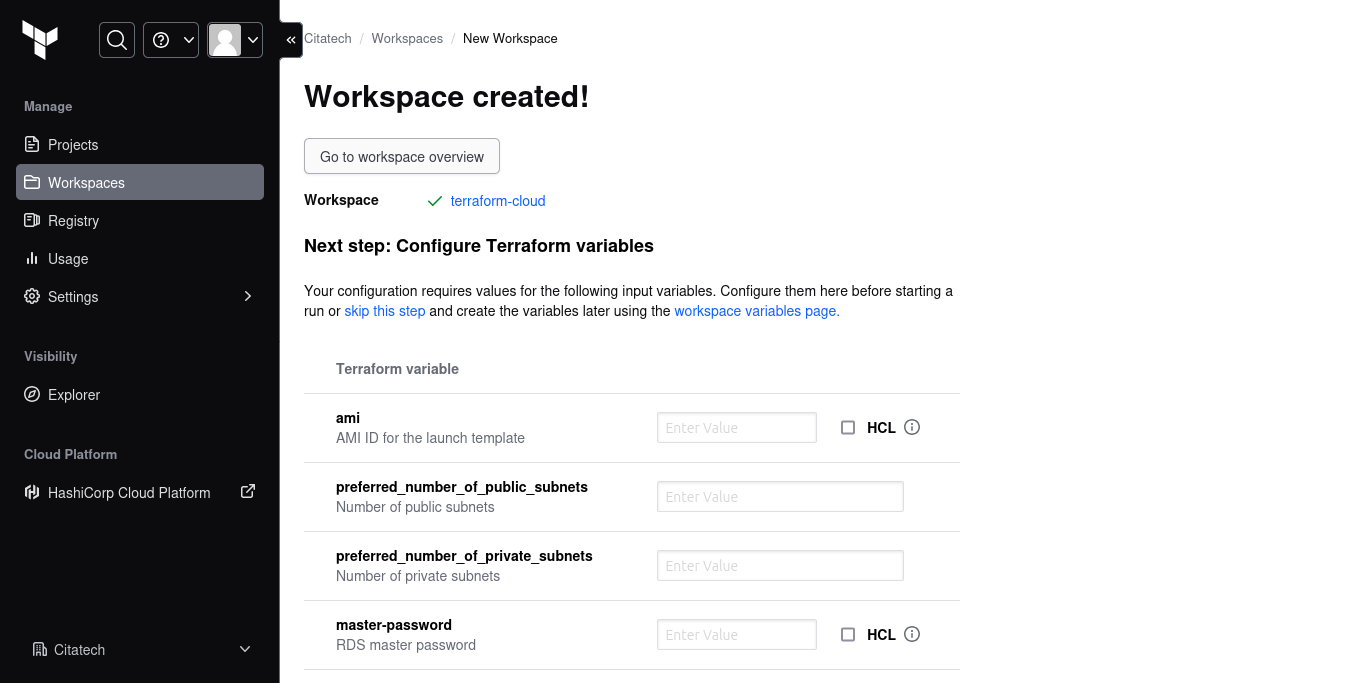 Manage
Projects
Workspaces
Registry
Usage
Settings
Visibility
Explorer
Cloud Platform
HashiCorp Cloud Platform
Citatech
Citatech / Workspaces / New Workspace
Workspace created!
Go to workspace overview
Workspace terraform-cloud
Next step: Configure Terraform variables
Your configuration requires values for the following input variables. Configure them here before starting a
run or skip this step and create the variables later using the workspace variables page.
Terraform variable
ami
AMI ID for the launch template
Enter Value HCL
preferred_number_of_public_subnets
Number of public subnets
Enter Value
preferred_number_of_private_subnets
Number of private subnets
Enter Value
master-password
RDS master password
Enter Value HCL